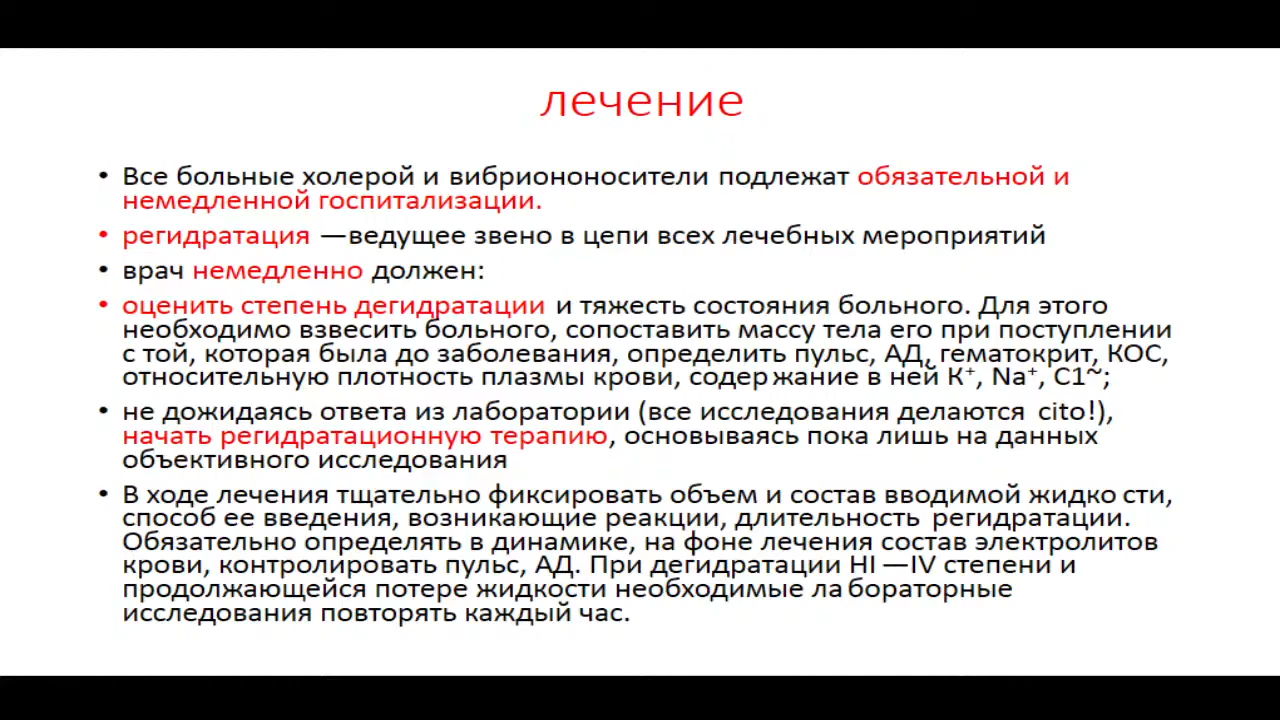 лечение
• Все больные холерой и вибриононосители подлежат обязательной и
немедленной госпитализации.
• регидратация —ведущее звено в цепи всех лечебных мероприятий
• врач немедленно должен:
• оценить степень дегидратации и тяжесть состояния больного. Для этого
необходимо взвесить больного, сопоставить массу тела его при поступлении
с той, которая была до заболевания, определить пульс, АД, гематокрит, КОС,
относительную плотность плазмы крови, содер жание в ней К⁺, Na⁺, С1~;
• не дожидаясь ответа из лаборатории (все исследования делаются cito!),
начать регидратационную терапию, основываясь пока лишь на данных
объективного исследования
• В ходе лечения тщательно фиксировать объем и состав вводимой жидко сти,
способ ее введения, возникающие реакции, длительность регидратации.
Обязательно определять в динамике, на фоне лечения состав электролитов
крови, контролировать пульс, АД. При дегидратации HI —IV степени и
продолжающейся потере жидкости необходимые ла бораторные
исследования повторять каждый час.